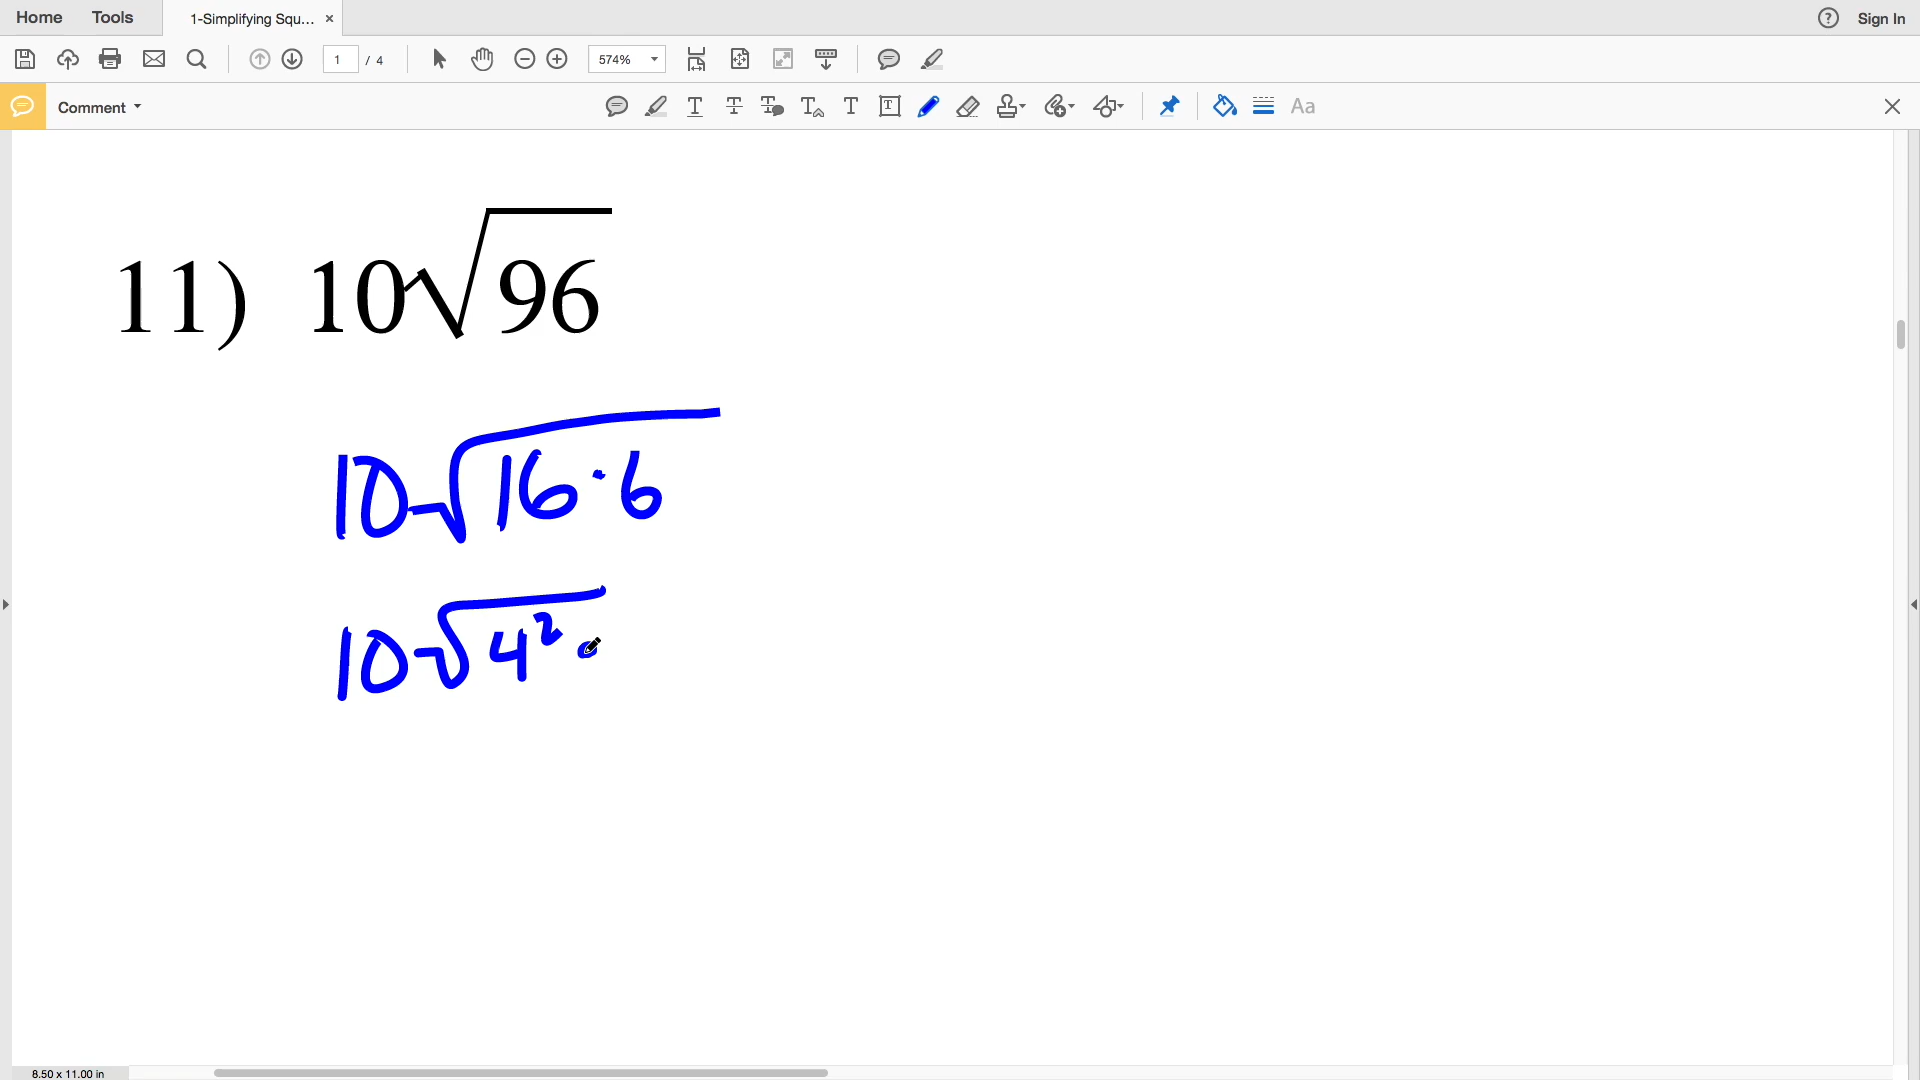 Home Tools 1-Simplifying Squ... × ? Sign In
1 / 4 574%
Comment T T T T T T Aa
11) 10√96
10√16·6
10√4²·
8.50 x 11.00 in